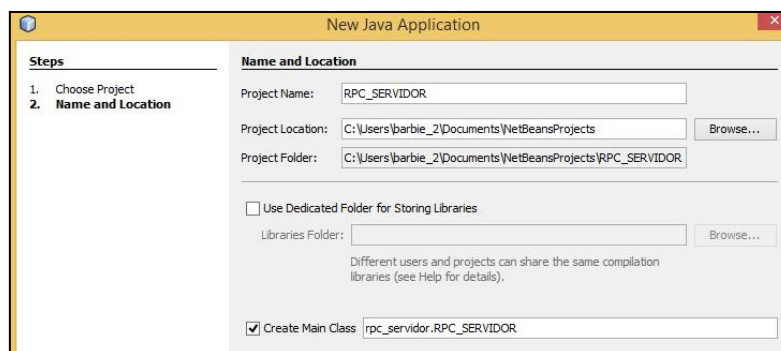 New Java Application
Steps
1. Choose Project
2. Name and Location
Name and Location
Project Name: RPC_SERVIDOR
Project Location: C:\Users\barbie_2\Documents\NetBeansProjects Browse...
Project Folder: C:\Users\barbie_2\Documents\NetBeansProjects\RPC_SERVIDOR
Use Dedicated Folder for Storing Libraries
Libraries Folder: Browse...
Different users and projects can share the same compilation
libraries (see Help for details).
Create Main Class rpc_servidor.RPC_SERVIDOR